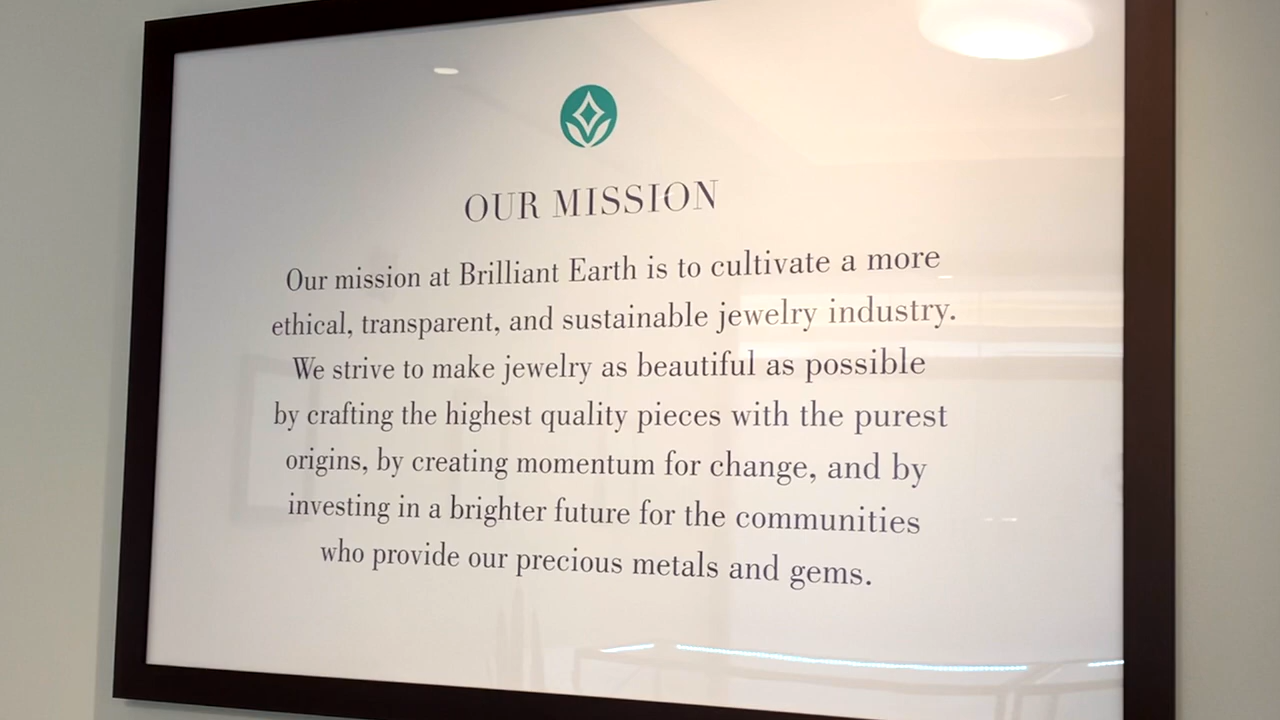 OUR MISSION
Our mission at Brilliant Earth is to cultivate a more
ethical, transparent, and sustainable jewelry industry.
We strive to make jewelry as beautiful as possible
by crafting the highest quality pieces with the purest
origins, by creating momentum for change, and by
investing in a brighter future for the communities
who provide our precious metals and gems.